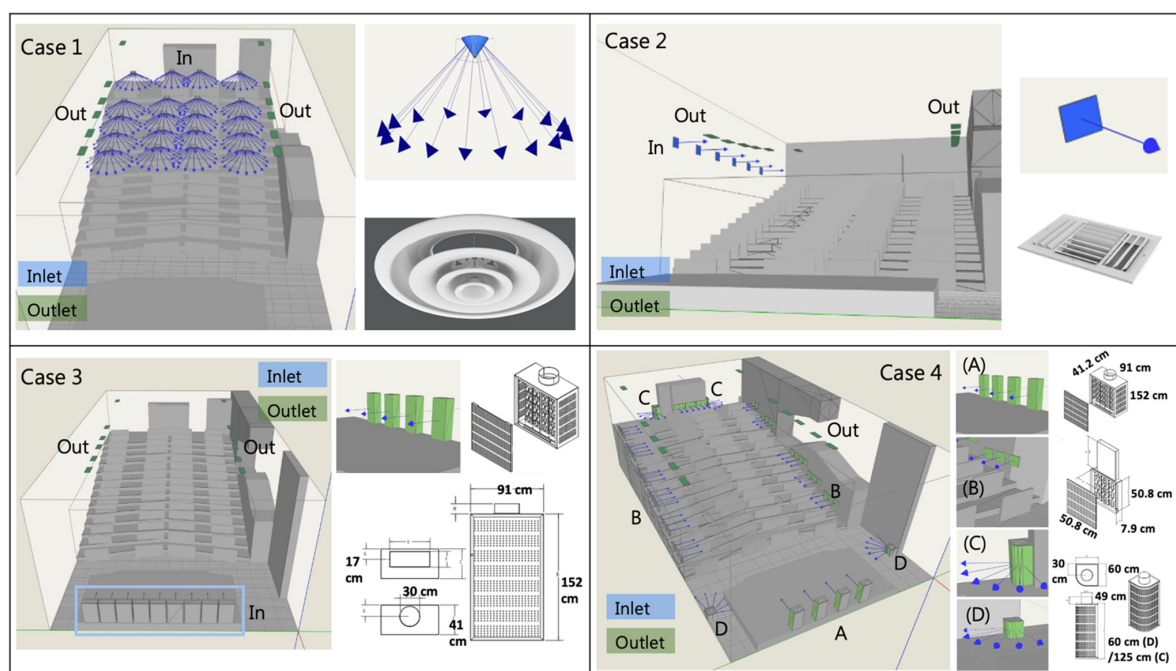 Case 1
In
Out
Out
Inlet
Outlet
Case 2
Out
Out
In
Inlet
Outlet
Case 3
Inlet
Outlet
Out
Out
In
91 cm
17
cm
30 cm
41
cm
152
cm
Case 4
C
C
Out
B
B
D
D
A
Inlet
Outlet
(A)
41.2 cm
91 cm
152 cm
(B)
50.8 cm
50.8 cm
7.9 cm
(C)
30
cm
60 cm
49 cm
(D)
60 cm (D)
/125 cm (C)